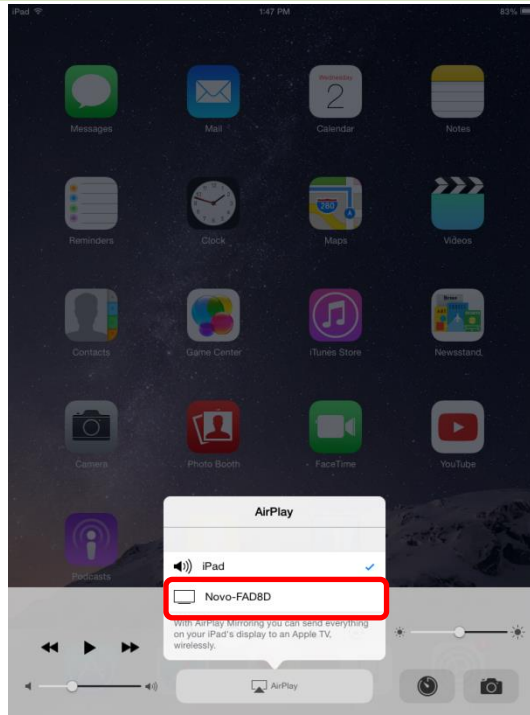 iPad 1:47 PM 83%
Wednesday
2
280
Messages Mail Calendar Notes
Reminders Clock Maps Videos
Contacts Game Center iTunes Store Newsstand
Camera Photo Booth FaceTime YouTube
Podcasts
AirPlay
iPad
Novo-FAD8D
With AirPlay Mirroring you can send everything
on your iPad's display to an Apple TV,
wirelessly.
AirPlay